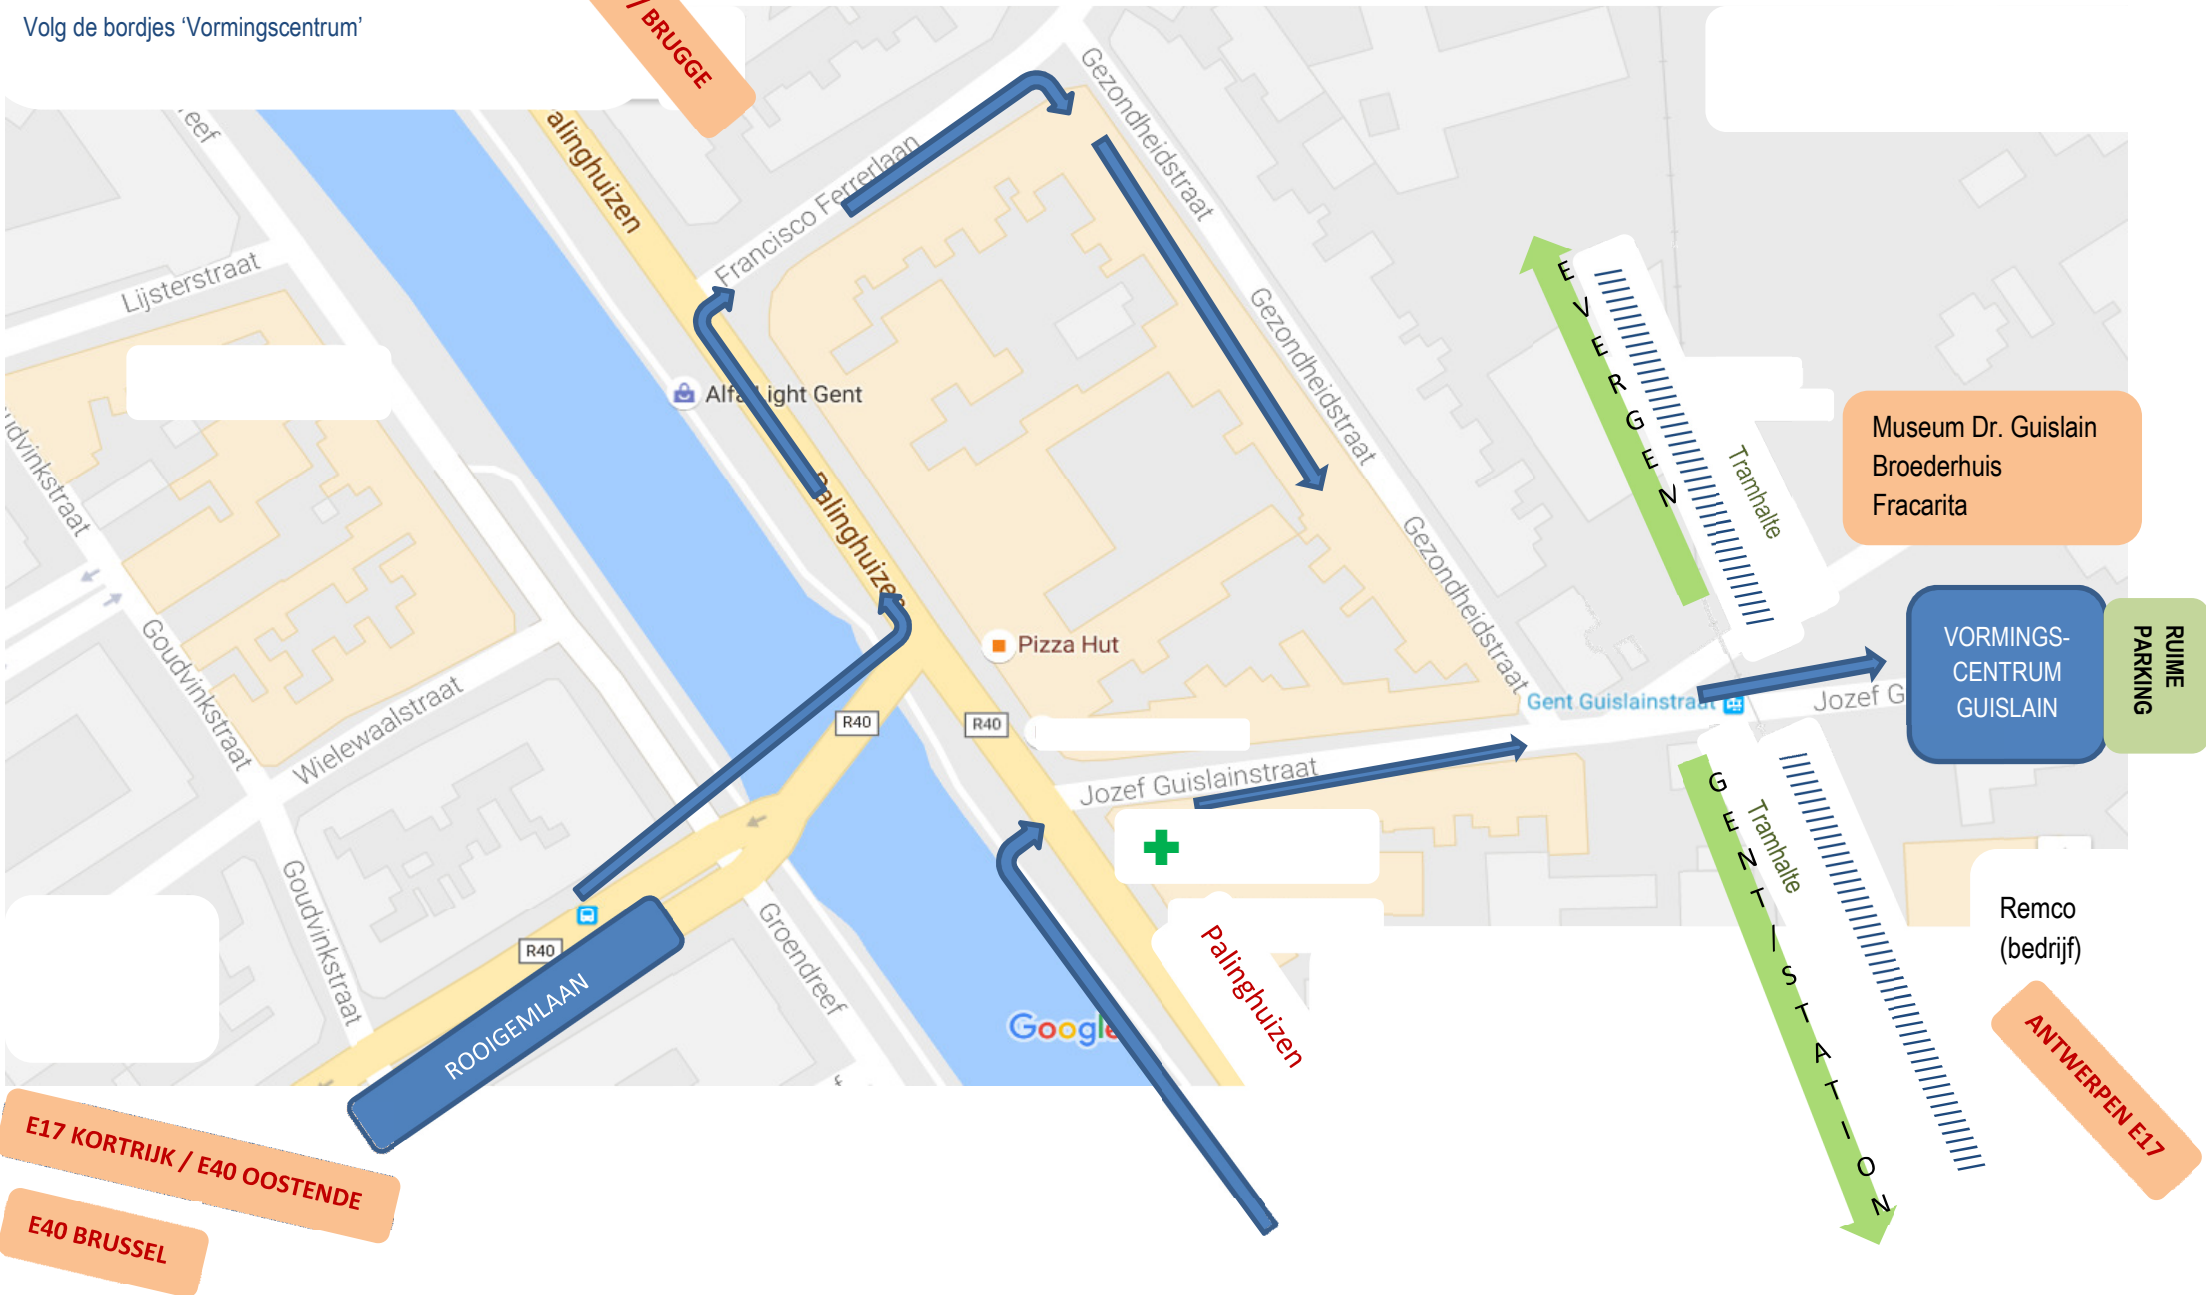 Volg de bordjes ‘Vormingscentrum’
/ BRUGGE
eef
alinghuizen
Francisco Ferrerlaan
Gezondheidstraat
Lijsterstraat
Gezondheidstraat
EVERGEN
Tramhalte
Alfa Light Gent
Museum Dr. Guislain
Broederhuis
Fracarita
oudvinkstraat
Palinghuizen
Gezondheidstraat
Goudvinkstraat
Wielewaalstraat
Pizza Hut
R40
R40
Gent Guislainstraat
Jozef G
VORMINGS-
CENTRUM
GUISLAIN
RUIME
PARKING
Jozef Guislainstraat
GENT|STATION
Tramhalte
Goudvinkstraat
Groendreef
R40
ROOIGEMLAAN
Palinghuizen
Google
Remco
(bedrijf)
ANTWERPEN E17
E17 KORTRIJK / E40 OOSTENDE
E40 BRUSSEL